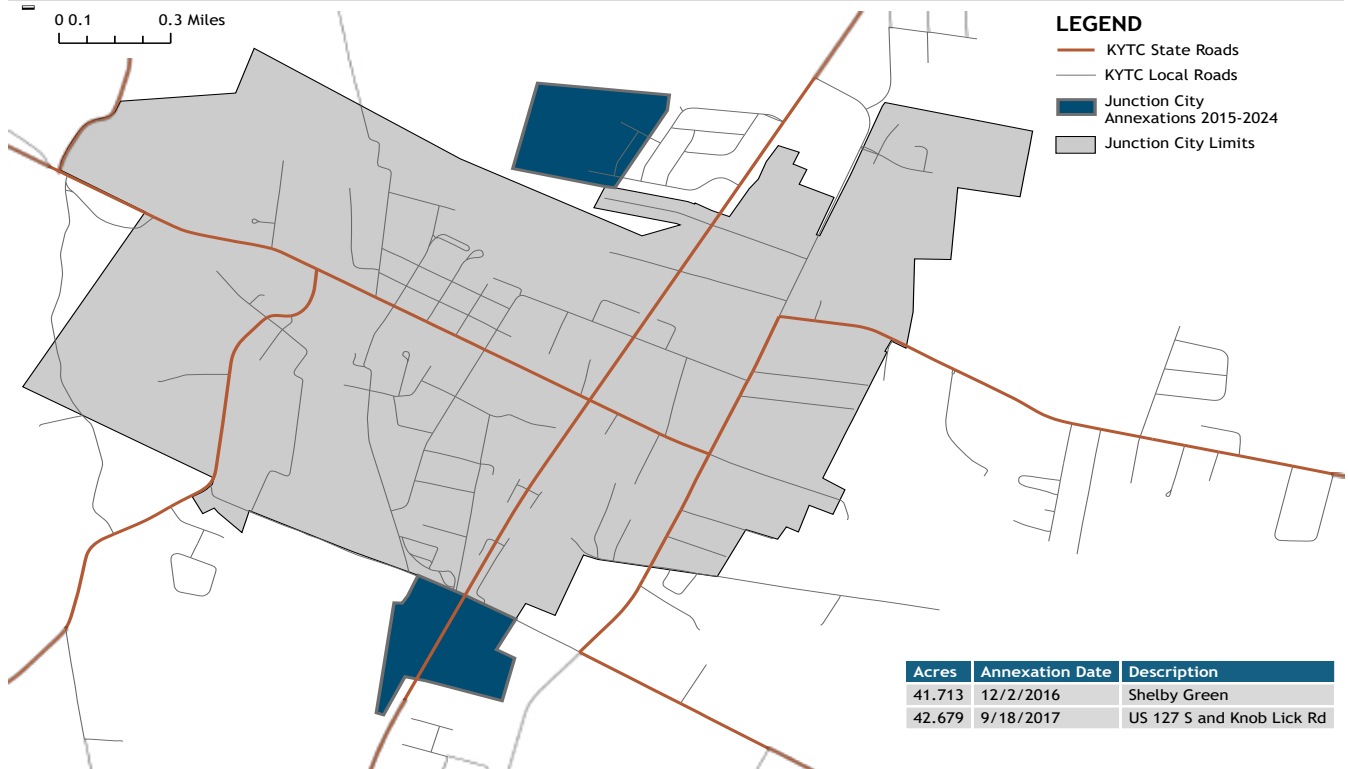 0 0.1 0.3 Miles
LEGEND
KYTC State Roads
KYTC Local Roads
Junction City
Annexations 2015-2024
Junction City Limits
Acres Annexation Date Description
41.713 12/2/2016 Shelby Green
42.679 9/18/2017 US 127 S and Knob Lick Rd